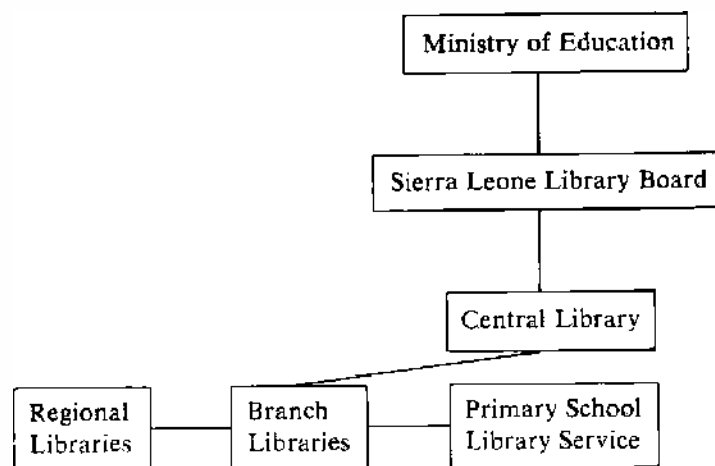 Ministry of Education
Sierra Leone Library Board
Central Library
Regional
Libraries
Branch
Libraries
Primary School
Library Service